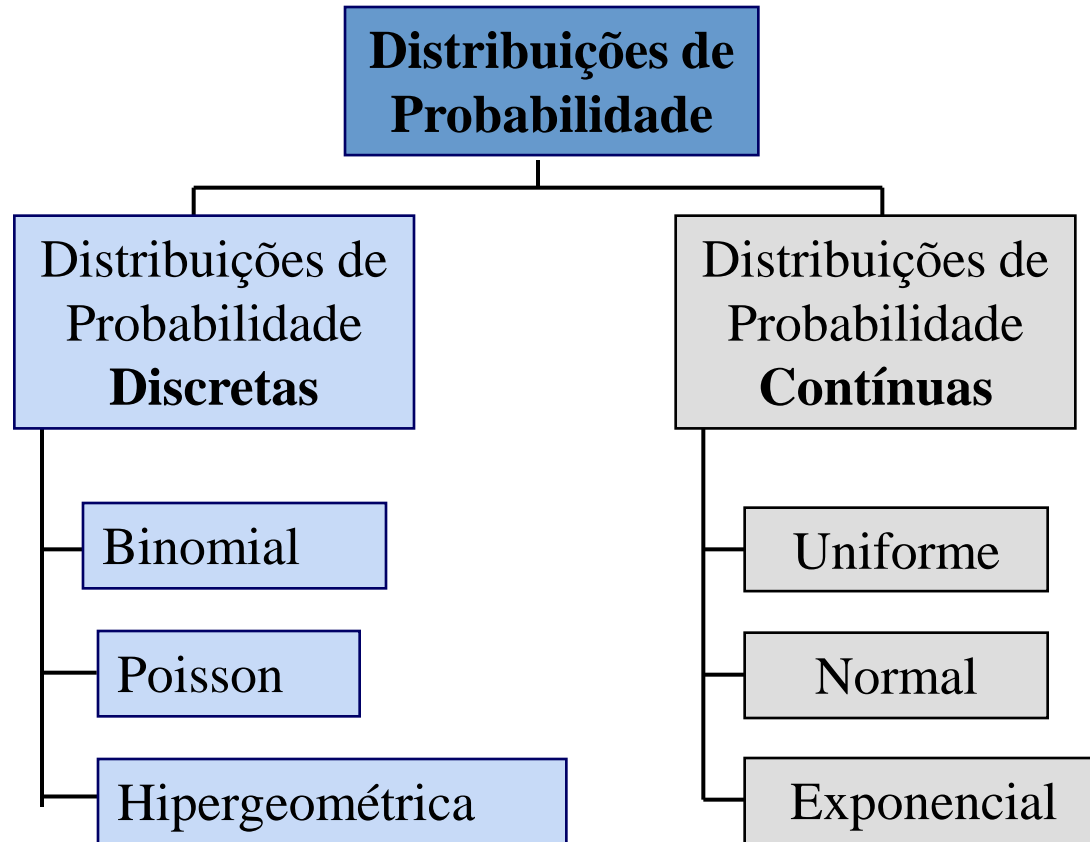 Distribuições de
Probabilidade
Distribuições de
Probabilidade
Discretas
Distribuições de
Probabilidade
Contínuas
Binomial
Poisson
Hipergeométrica
Uniforme
Normal
Exponencial